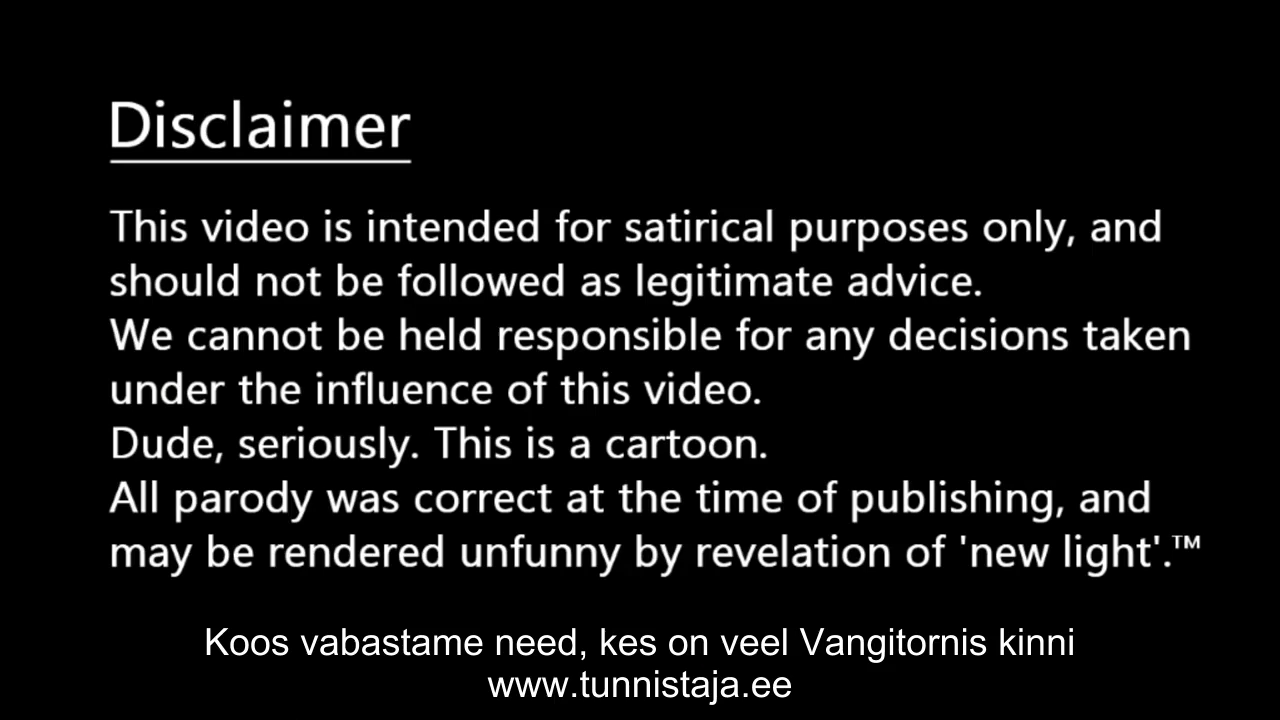 Disclaimer
This video is intended for satirical purposes only, and
should not be followed as legitimate advice.
We cannot be held responsible for any decisions taken
under the influence of this video.
Dude, seriously. This is a cartoon.
All parody was correct at the time of publishing, and
may be rendered unfunny by revelation of 'new light'.™
Koos vabastame need, kes on veel Vangitornis kinni
www.tunnistaja.ee